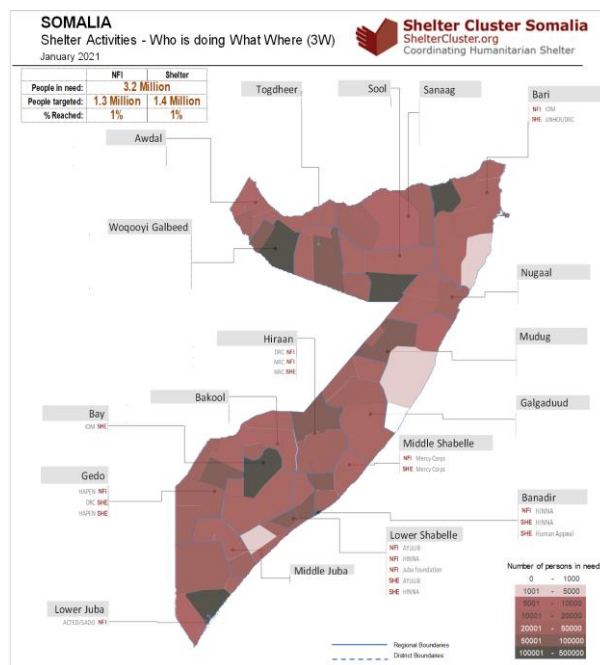 SOMALIA
Shelter Activities - Who is doing What Where (3W)
January 2021
Shelter Cluster Somalia
ShelterCluster.org
Coordinating Humanitarian Shelter
NFI Shelter
People in need: 3.2 Million
People targeted: 1.3 Million 1.4 Million
% Reached: 1% 1%
Togdheer
Sool
Sanaag
Bari
NFI IOM
SHE UNHCR/DRC
Awdal
Woqooyi Galbeed
Nugaal
Hiraan
DRC NFI
NRC NFI
NRC SHE
Mudug
Bakool
Galgaduud
Bay
IOM SHE
Middle Shabelle
NFI Mercy Corps
SHE Mercy Corps
Gedo
HAPEN NFI
DRC SHE
HAPEN SHE
Banadir
NFI HINNA
SHE HINNA
SHE Human Appeal
Lower Shabelle
NFI AYUUB
NFI HINNA
NFI Juba Foundation
SHE AYUUB
SHE HINNA
Middle Juba
Lower Juba
ACTED/SADO NFI
Number of persons in need
0 - 1000
1001 - 5000
5001 - 10000
10001 - 20000
20001 - 50000
50001 - 100000
100001 - 500000
Regional Boundaries
District Boundaries